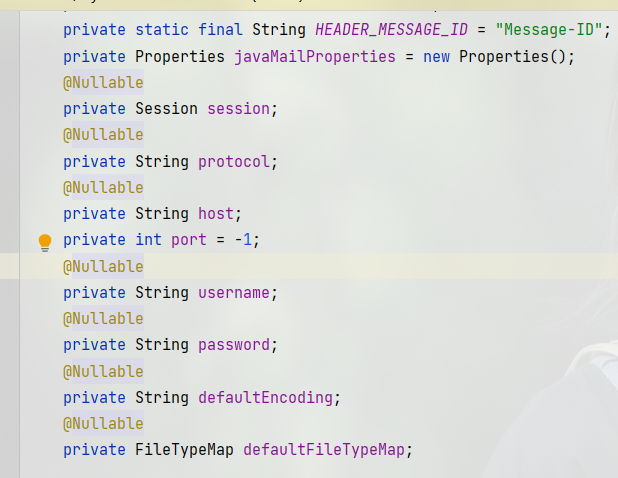 private static final String HEADER_MESSAGE_ID = "Message-ID";
private Properties javaMailProperties = new Properties();
@Nullable
private Session session;
@Nullable
private String protocol;
@Nullable
private String host;
private int port = -1;
@Nullable
private String username;
@Nullable
private String password;
@Nullable
private String defaultEncoding;
@Nullable
private FileTypeMap defaultFileTypeMap;